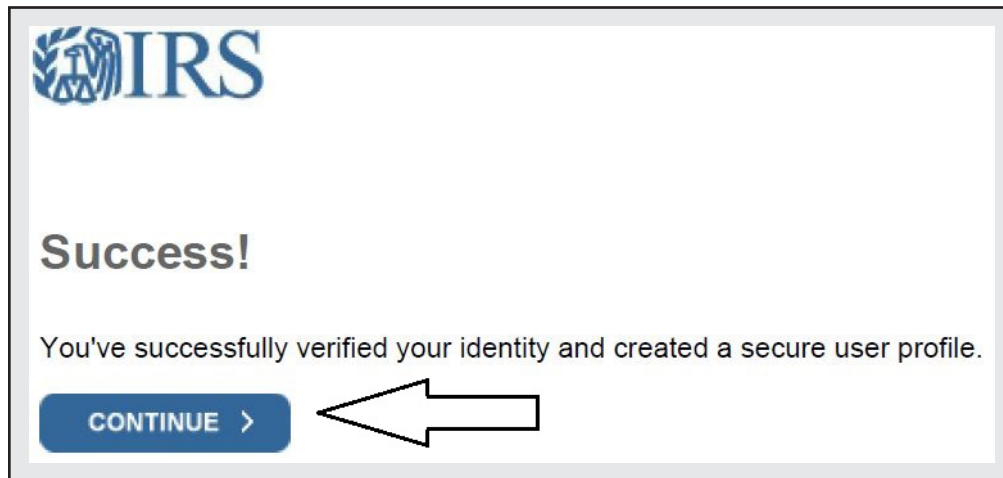 IRS
Success!
You've successfully verified your identity and created a secure user profile.
CONTINUE >